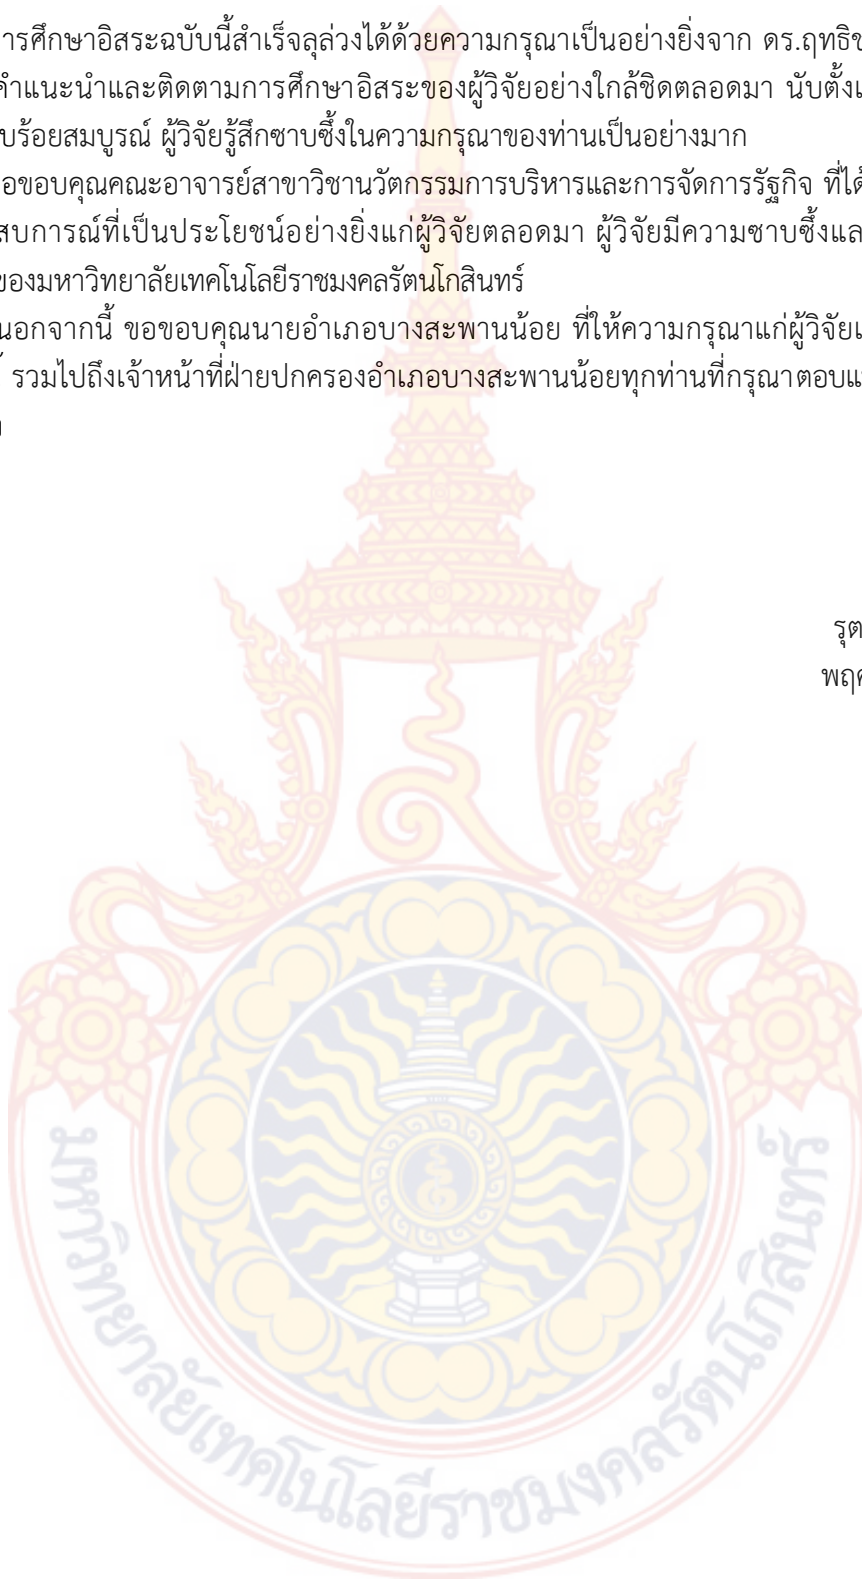 ารศึกษาอิสระฉบับนี้สำเร็จลุล่วงได้ด้วยความกรุณาเป็นอย่างยิ่งจาก ดร.ฤทธิข
คำแนะนำและติดตามการศึกษาอิสระของผู้วิจัยอย่างใกล้ชิดตลอดมา นับตั้งเ
บร้อยสมบูรณ์ ผู้วิจัยรู้สึกซาบซึ้งในความกรุณาของท่านเป็นอย่างมาก
อขอบคุณคณะอาจารย์สาขาวิชานวัตกรรมการบริหารและการจัดการรัฐกิจ ที่ได้
สบการณ์ที่เป็นประโยชน์อย่างยิ่งแก่ผู้วิจัยตลอดมา ผู้วิจัยมีความซาบซึ้งแล
ของมหาวิทยาลัยเทคโนโลยีราชมงคลรัตนโกสินทร์
นอกจากนี้ ขอขอบคุณนายอำเภอบางสะพานน้อย ที่ให้ความกรุณาแก่ผู้วิจัยเ
รวมไปถึงเจ้าหน้าที่ฝ่ายปกครองอำเภอบางสะพานน้อยทุกท่านที่กรุณาตอบแ
รุต
พฤศ
มหาวิทยาลัยเทคโนโลยีราชมงคลรัตนโกสินทร์